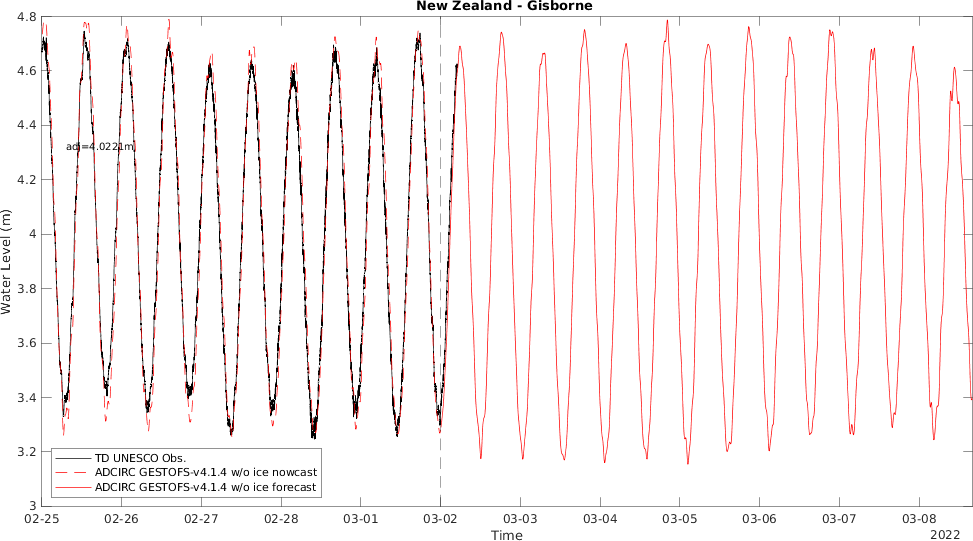 New Zealand - Gisborne
4.8
4.6
4.4
4.2
4
3.8
3.6
3.4
3.2
3
Water Level (m)
adj=4.0221m
TD UNESCO Obs.
ADCIRC GESTOFS-v4.1.4 w/o ice nowcast
ADCIRC GESTOFS-v4.1.4 w/o ice forecast
02-25 02-26 02-27 02-28 03-01 03-02 03-03 03-04 03-05 03-06 03-07 03-08
Time
2022